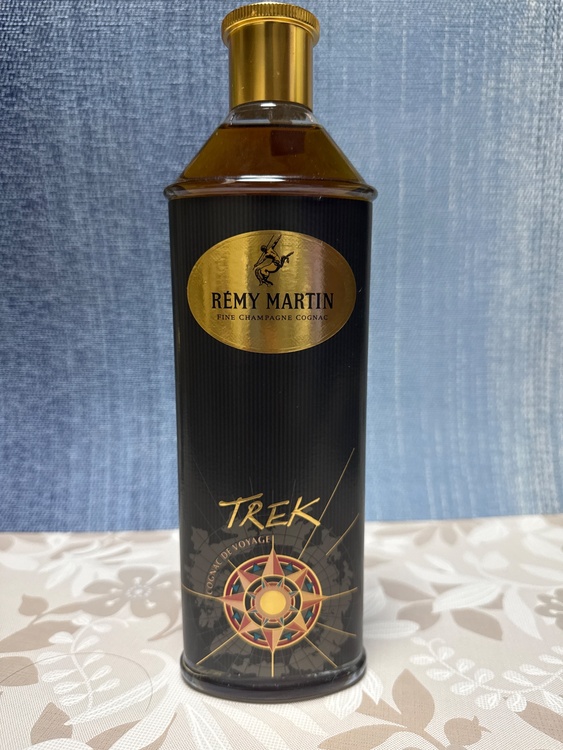 RÉMY MARTIN
FINE CHAMPAGNE COGNAC
TREK
COGNAC DE VOYAGE